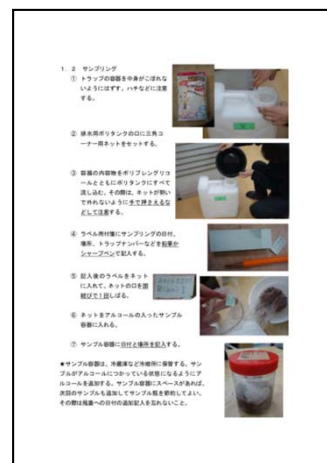 １．２　サンプリング
①　トラップの容器を中身がこぼれな
いようにはずす。ハチなどに注意
する。
②　排水用ポリタンクの口に三角コ
ーナー用ネットをセットする。
③　容器の内容物をポリプレングリコ
ールとともにポリタンクにすべて
流し込む。その際は、ネットが勢い
で外れないように手で押さえるな
どして注意する。
④　ラベル用付箋にサンプリングの日付、
場所、トラップナンバーなどを鉛筆か
シャープペンで記入する。
⑤　記入後のラベルをネット
に入れて、ネットの口を固
結びで１回しばる。
⑥　ネットをアルコールの入ったサンプル
容器に入れる。
⑦　サンプル容器に日付と場所を記入する。
★サンプル容器は、冷蔵庫など冷暗所に保管する。サン
プルがアルコールにつかっている状態になるようにア
ルコールを追加する。サンプル容器にスペースがあれば、
次回のサンプルも追加してサンプル瓶を節約してよい。
その際は残量への日付の追加記入を忘れないこと。